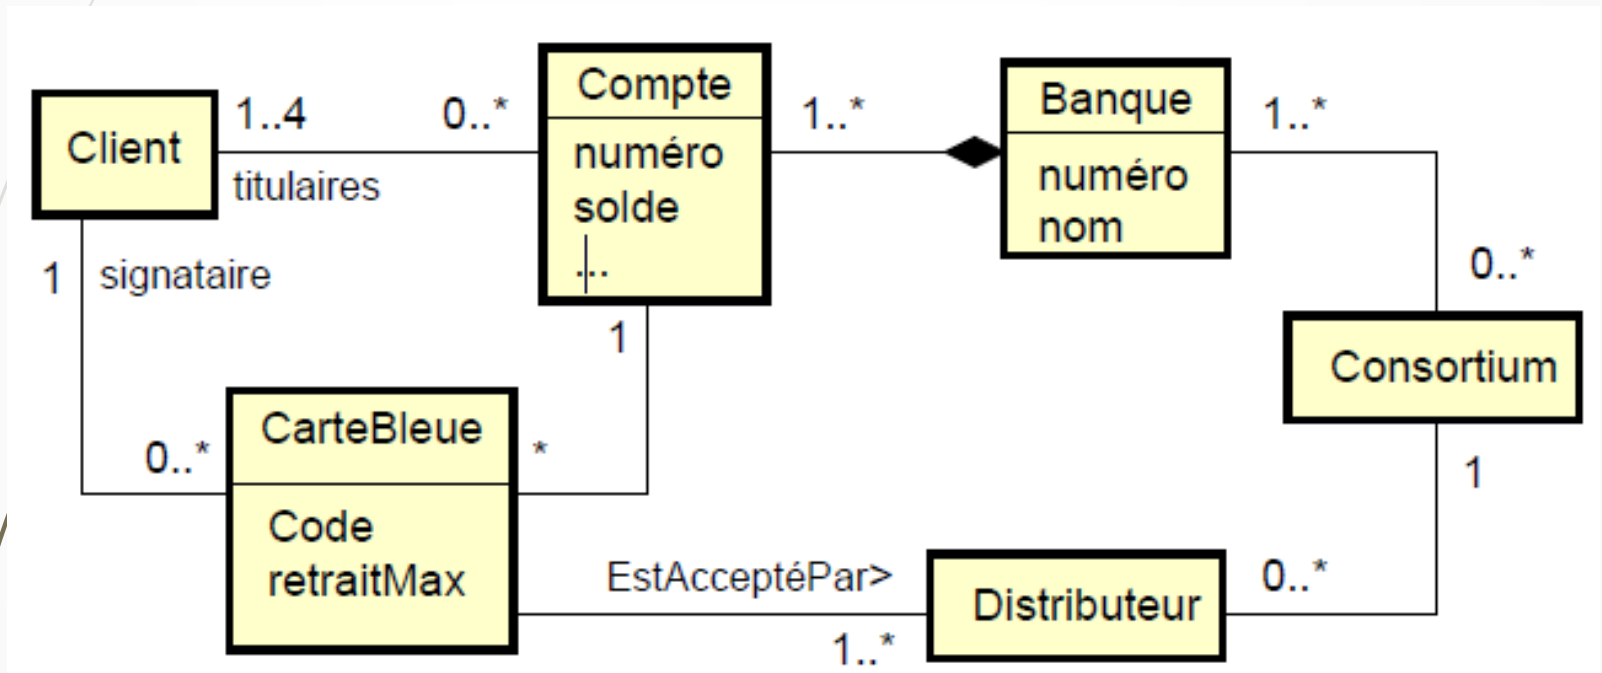 Client
1..4
titulaires
0..*
Compte
numéro
solde
...
1..*
Banque
numéro
nom
1..*
0..*
Consortium
1
signataire
0..*
CarteBleue
Code
retraitMax
*
1
EstAcceptéPar>
1..*
Distributeur
0..*
1